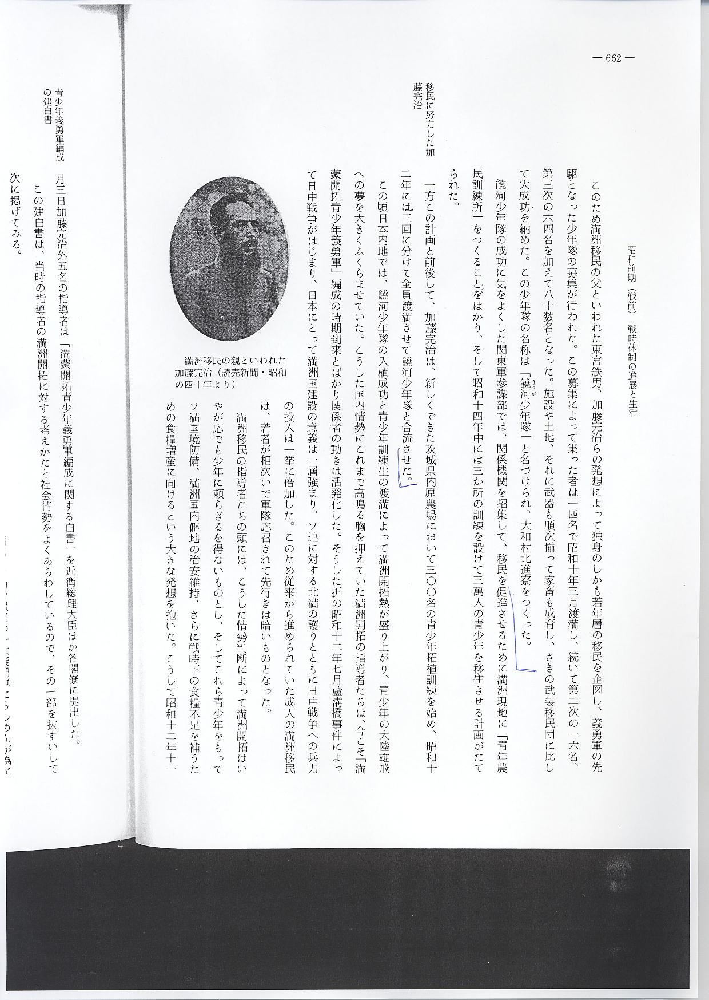 ― 662 ―
昭和前期（戦前） 戦時体制の進展と生活
このため満洲移民の父といわれた東宮鉄男、加藤完治らの発想によって独身のしかも若年層の移民を企図し、義勇軍の先
駆となった少年隊の募集が行われた。この募集によって集った者は一四名で昭和十年三月渡満し、続いて第二次の一六名、
第三次の六四名を加えて八十数名となった。施設や土地、それに武器も順次揃って家畜も成育し、さきの武装移民団に比し
て大成功を納めた。この少年隊の名称は「饒河少年隊」と名づけられ、大和村北進寮をつくった。
ぎうが
饒河少年隊の成功に気をよくした関東軍参謀部では、関係機関を招集して、移民を促進させるために満洲現地に「青年農
民訓練所」をつくることをはかり、そして昭和十四年中には三か所の訓練を設けて三萬人の青少年を移住させる計画がたて
られた。
移民に努力した加
藤完治
一方この計画と前後して、加藤完治は、新しくできた茨城県内原農場において三〇〇名の青少年拓植訓練を始め、昭和十
二年には三回に分けて全員渡満させて饒河少年隊と合流させた。
この頃日本内地では、饒河少年隊の入植成功と青少年訓練生の渡満によって満洲開拓熱が盛り上がり、青少年の大陸雄飛
への夢を大きくふくらませていた。こうした国内情勢にこれまで高鳴る胸を押えていた満洲開拓の指導者たちは、今こそ「満
蒙開拓青少年義勇軍」編成の時期到来とばかり関係者の動きは活発化した。そうした折の昭和十二年七月蘆溝橋事件によっ
て日中戦争がはじまり、日本にとって満洲国建設の意義は一層強まり、ソ連に対する北満の護りとともに日中戦争への兵力
の投入は一挙に倍加した。このため従来から進められていた成人の満洲移民
は、若者が相次いで軍隊応召されて先行きは暗いものとなった。
満洲移民の指導者たちの頭には、こうした情勢判断によって満洲開拓はい
やが応でも少年に頼らざるを得ないものとし、そしてこれら青少年をもって
ソ満国境防備、満洲国内僻地の治安維持、さらに戦時下の食糧不足を補うた
めの食糧増産に向けるという大きな発想を抱いた。こうして昭和十二年十一
満洲移民の親といわれた
加藤完治（読売新聞・昭和
の四十年より）
青少年義勇軍編成
の建白書
月三日加藤完治外五名の指導者は「満蒙開拓青少年義勇軍編成に関する白書」を近衛総理大臣ほか各閣僚に提出した。
この建白書は、当時の指導者の満洲開拓に対する考えかたと社会情勢をよくあらわしているので、その一部を抜すいして
次に掲げてみる。